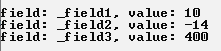 field: _field1, value: 10
field: _field2, value: -14
field: _field3, value: 400